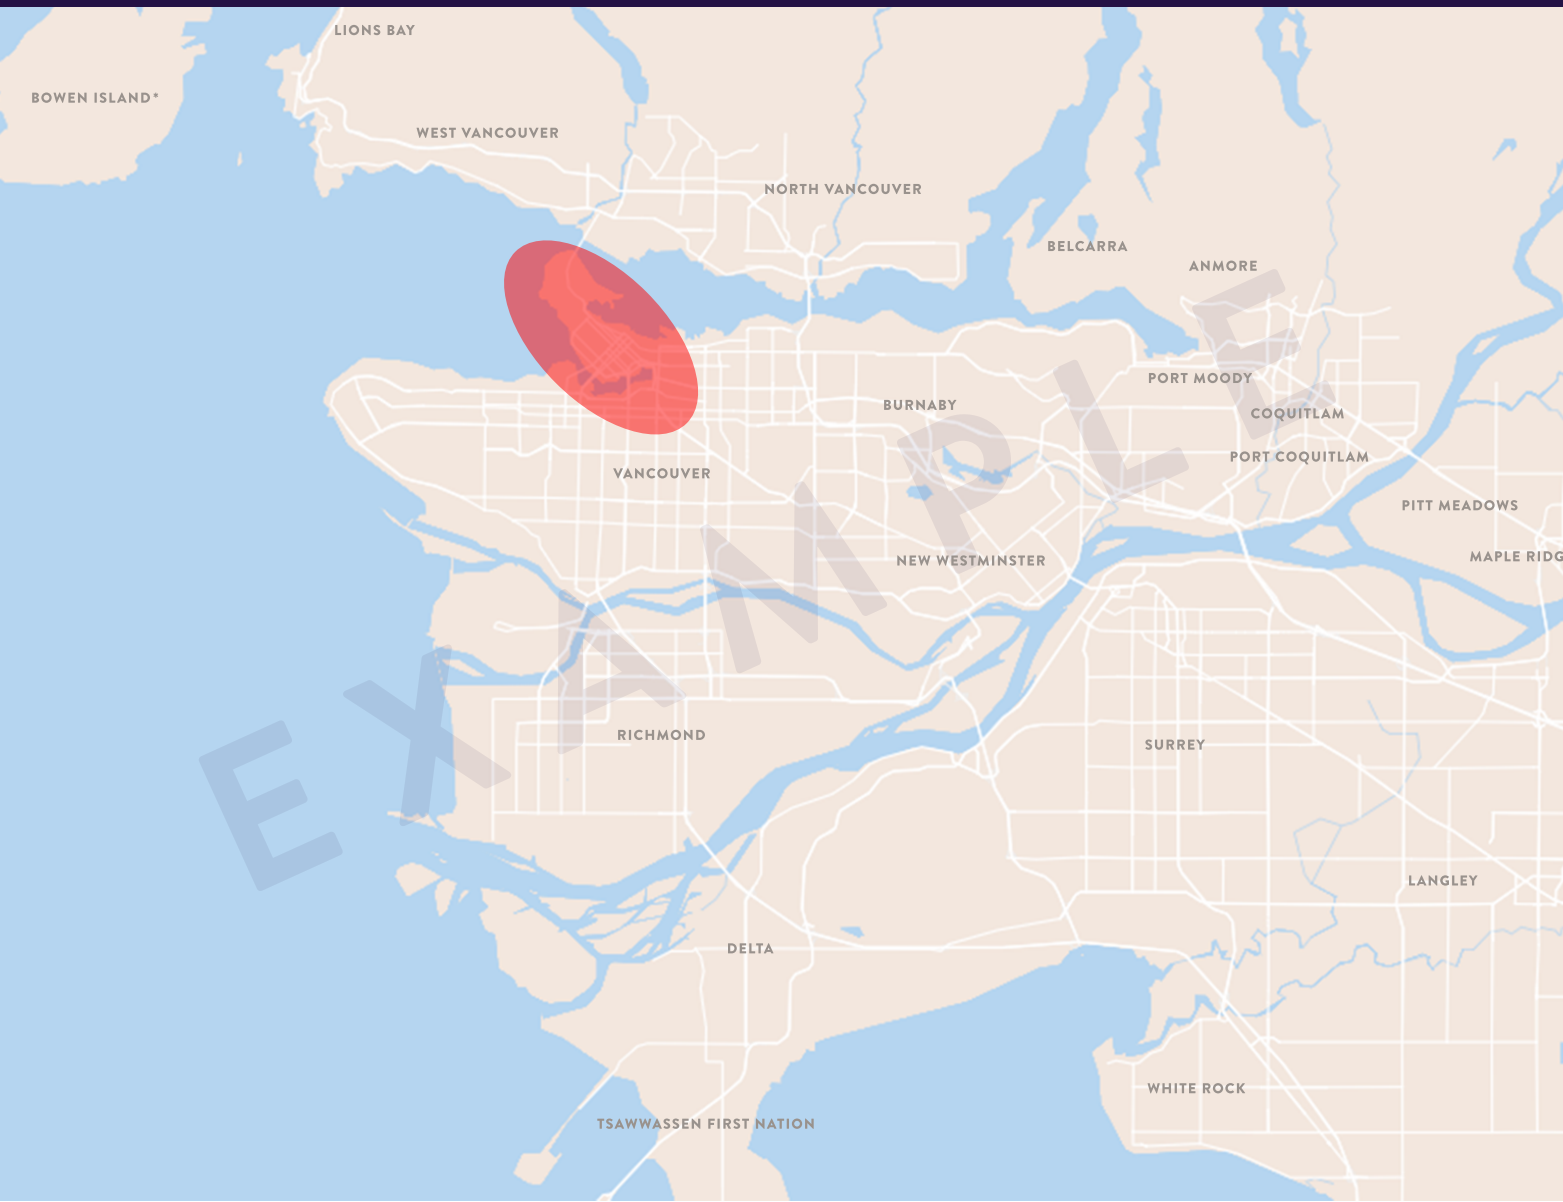 LIONS BAY
BOWEN ISLAND*
WEST VANCOUVER
NORTH VANCOUVER
BELCARRA
ANMORE
PORT MOODY
BURNABY
COQUITLAM
PORT COQUITLAM
VANCOUVER
PITT MEADOWS
MAPLE RIDG
NEW WESTMINSTER
EXAMPLE
RICHMOND
SURREY
LANGLEY
DELTA
WHITE ROCK
TSAWWASSEN FIRST NATION